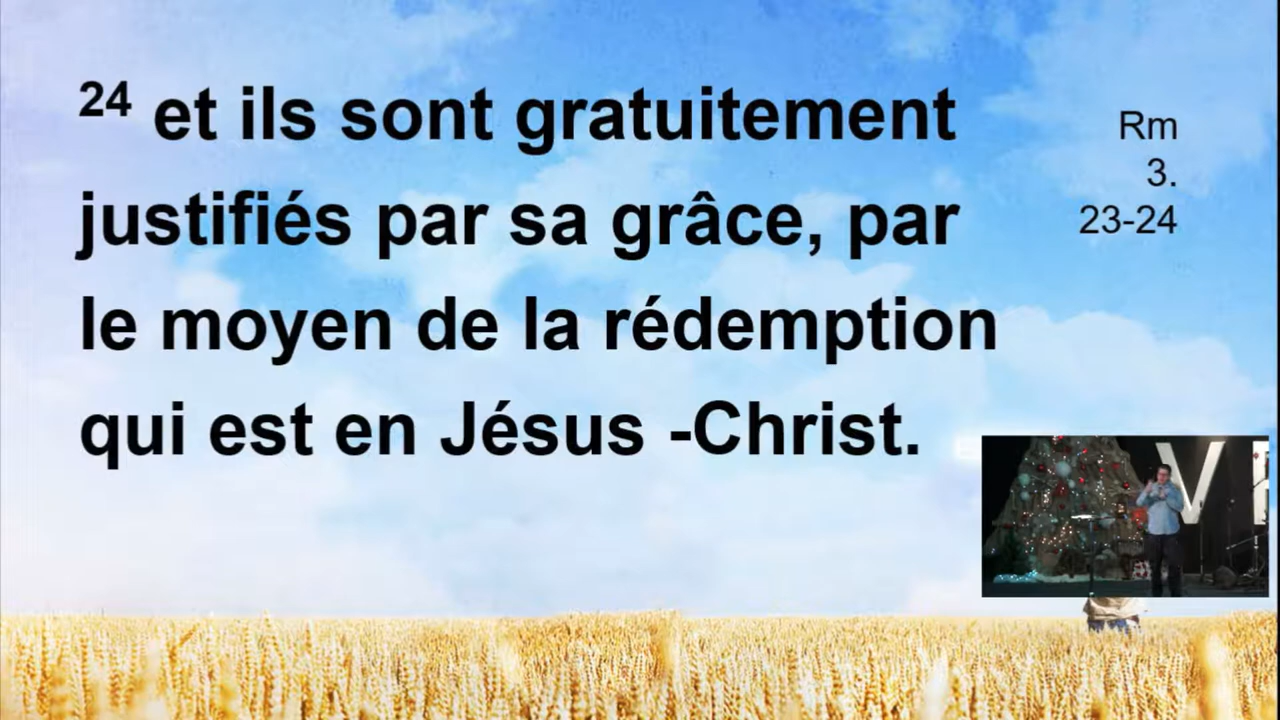 24 et ils sont gratuitement
justifiés par sa grâce, par
le moyen de la rédemption
qui est en Jésus -Christ.
Rm
3.
23-24